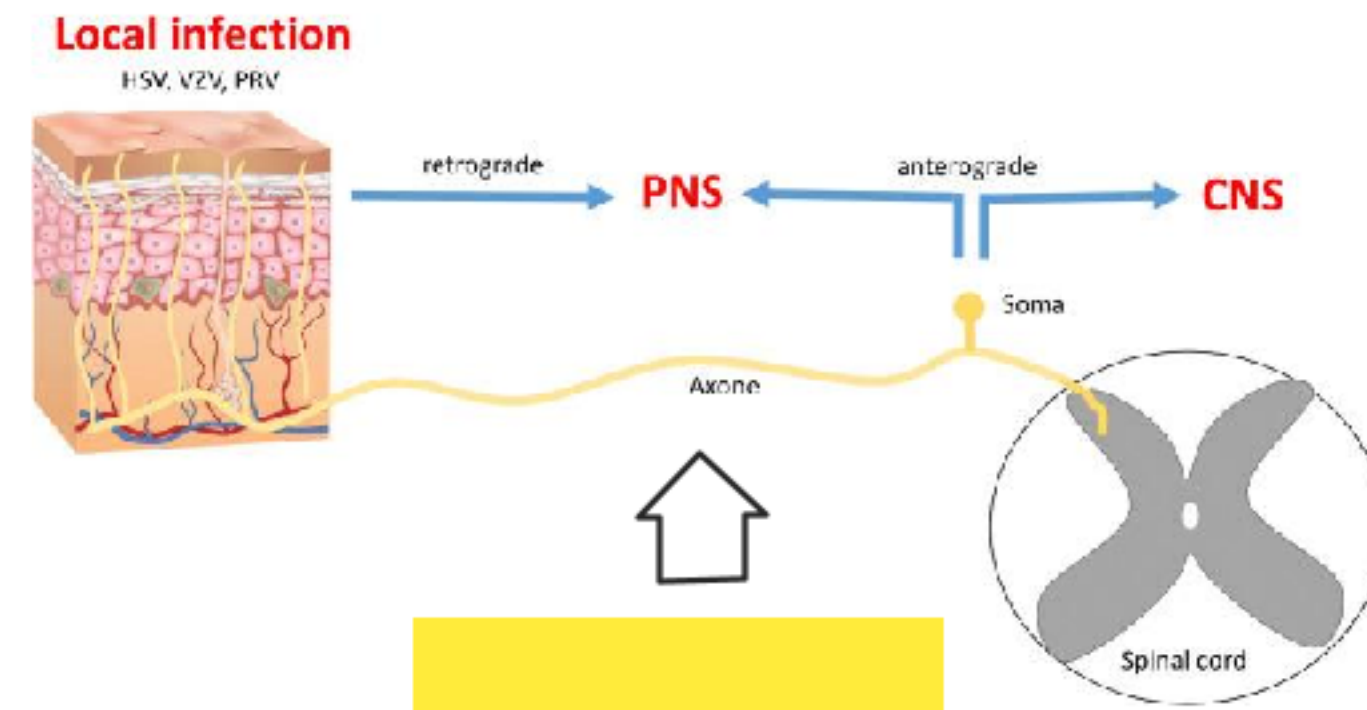 Local infection
HSV, VZV, PRV
retrograde
PNS
anterograde
CNS
Soma
Axone
Spinal cord